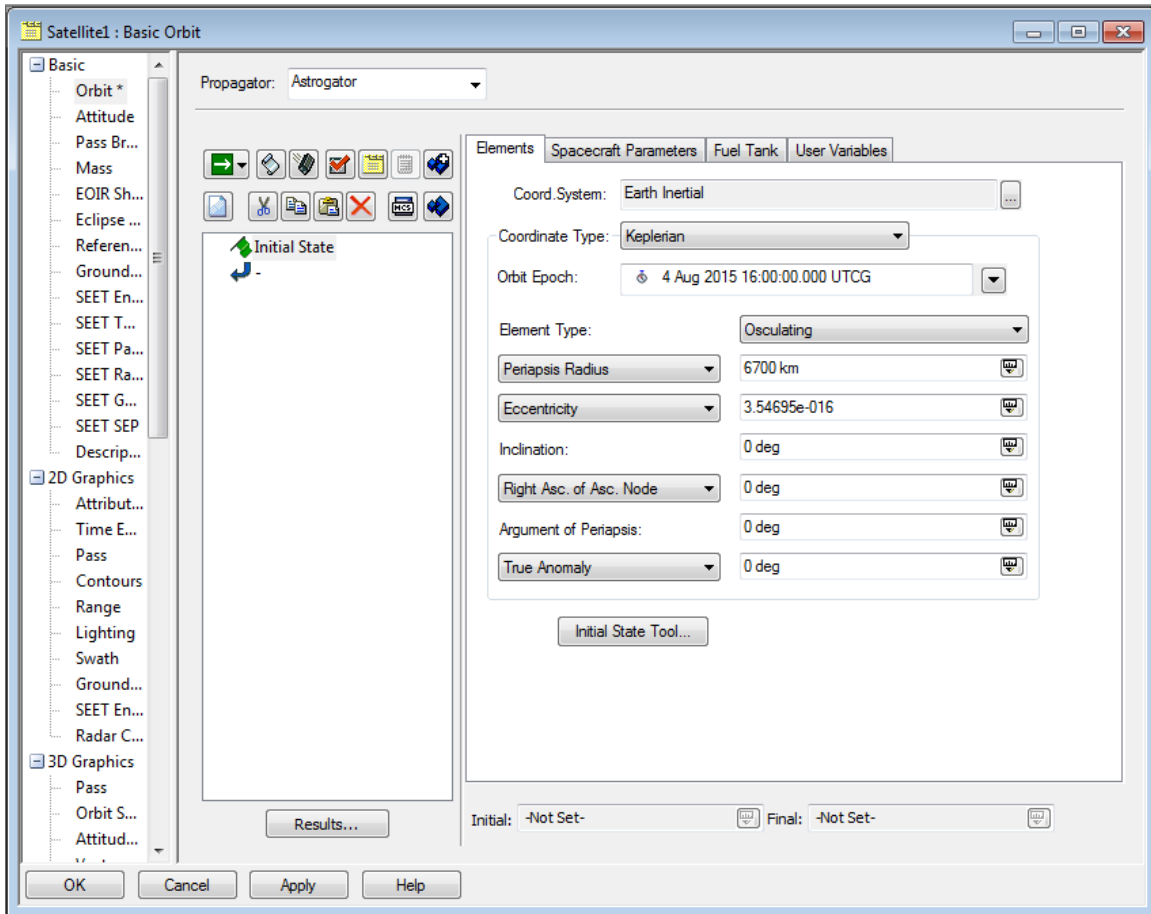 Satellite1 : Basic Orbit
Basic
Orbit *
Attitude
Pass Br...
Mass
EOIR Sh...
Eclipse ...
Referen...
Ground...
SEET En...
SEET T...
SEET Pa...
SEET Ra...
SEET G...
SEET SEP
Descrip...
2D Graphics
Attribut...
Time E...
Pass
Contours
Range
Lighting
Swath
Ground...
SEET En...
Radar C...
3D Graphics
Pass
Orbit S...
Attitud...
Propagator: Astrogator
MCS
Initial State
-
Results...
Elements Spacecraft Parameters Fuel Tank User Variables
Coord.System: Earth Inertial ...
Coordinate Type: Keplerian
Orbit Epoch: 4 Aug 2015 16:00:00.000 UTCG
Element Type: Osculating
Periapsis Radius 6700 km
Eccentricity 3.54695e-016
Inclination: 0 deg
Right Asc. of Asc. Node 0 deg
Argument of Periapsis: 0 deg
True Anomaly 0 deg
Initial State Tool...
Initial: -Not Set- Final: -Not Set-
OK Cancel Apply Help